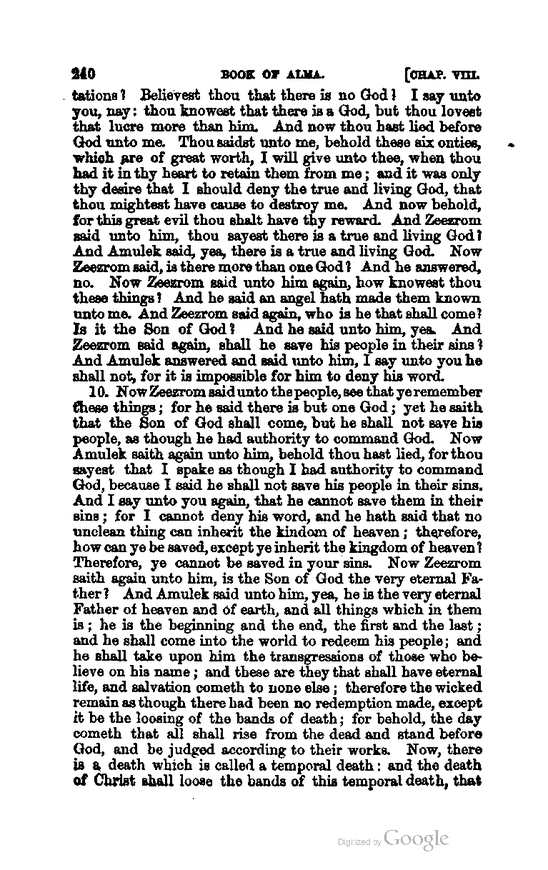 240 BOOK OF ALMA. [CHAP. VIII.
tations? Believest thou that there is no God? I say unto
you, nay: thou knowest that there is a God, but thou lovest
that lucre more than him. And now thou hast lied before
God unto me. Thou saidst unto me, behold these six onties,
which are of great worth, I will give unto thee, when thou
had it in thy heart to retain them from me; and it was only
thy desire that I should deny the true and living God, that
thou mightest have cause to destroy me. And now behold,
for this great evil thou shalt have thy reward. And Zeezrom
said unto him, thou sayest there is a true and living God?
And Amulek said, yea, there is a true and living God. Now
Zeezrom said, is there more than one God? And he answered,
no. Now Zeezrom said unto him again, how knowest thou
these things? And he said an angel hath made them known
unto me. And Zeezrom said again, who is he that shall come?
Is it the Son of God? And he said unto him, yea. And
Zeezrom said again, shall he save his people in their sins?
And Amulek answered and said unto him, I say unto you he
shall not, for it is impossible for him to deny his word.
10. Now Zeezrom said unto the people, see that ye remember
these things; for he said there is but one God; yet he saith
that the Son of God shall come, but he shall not save his
people, as though he had authority to command God. Now
Amulek saith again unto him, behold thou hast lied, for thou
sayest that I spake as though I had authority to command
God, because I said he shall not save his people in their sins.
And I say unto you again, that he cannot save them in their
sins; for I cannot deny his word, and he hath said that no
unclean thing can inherit the kindom of heaven; therefore,
how can ye be saved, except ye inherit the kingdom of heaven?
Therefore, ye cannot be saved in your sins. Now Zeezrom
saith again unto him, is the Son of God the very eternal Fa-
ther? And Amulek said unto him, yea, he is the very eternal
Father of heaven and of earth, and all things which in them
is; he is the beginning and the end, the first and the last;
and he shall come into the world to redeem his people; and
he shall take upon him the transgressions of those who be-
lieve on his name; and these are they that shall have eternal
life, and salvation cometh to none else; therefore the wicked
remain as though there had been no redemption made, except
it be the loosing of the bands of death; for behold, the day
cometh that all shall rise from the dead and stand before
God, and be judged according to their works. Now, there
is a death which is called a temporal death: and the death
of Christ shall loose the bands of this temporal death, that
Digitized by Google